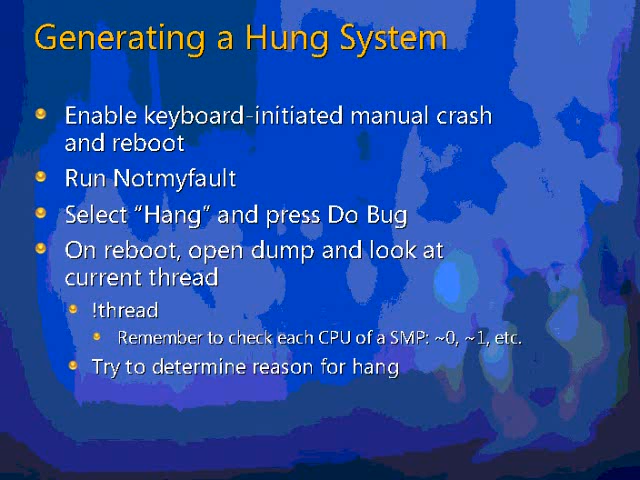 Generating a Hung System
Enable keyboard-initiated manual crash
and reboot
Run Notmyfault
Select “Hang” and press Do Bug
On reboot, open dump and look at
current thread
!thread
Remember to check each CPU of a SMP: ~0, ~1, etc.
Try to determine reason for hang